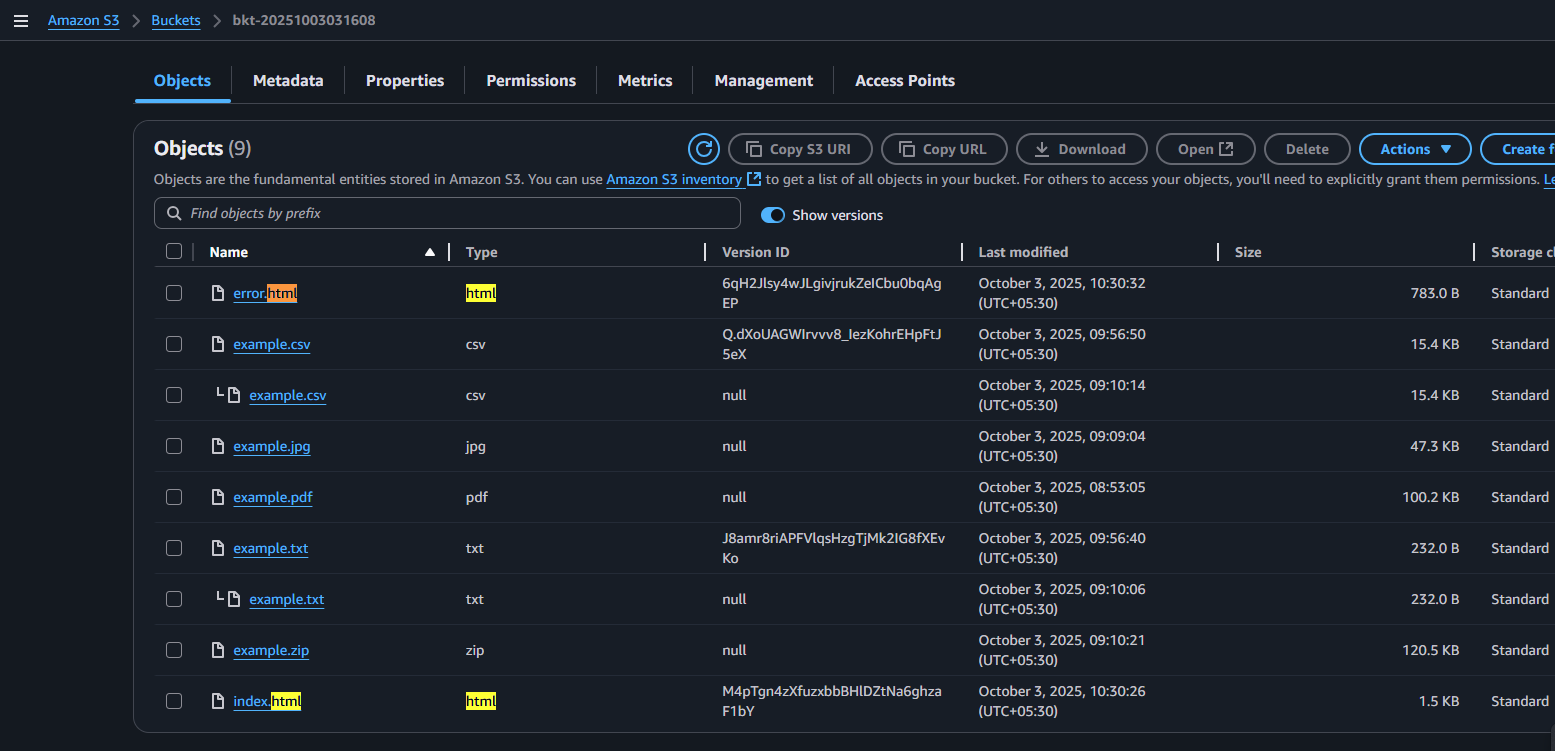 Amazon S3 > Buckets > bkt-20251003031608
Objects Metadata Properties Permissions Metrics Management Access Points
Objects (9) Copy S3 URI Copy URL Download Open Delete Actions Create f
Objects are the fundamental entities stored in Amazon S3. You can use Amazon S3 inventory to get a list of all objects in your bucket. For others to access your objects, you'll need to explicitly grant them permissions. Le
Find objects by prefix Show versions
Name Type Version ID Last modified Size Storage cl
error.html html 6qH2Jlsy4wJLgivjrukZeICbu0bqAg October 3, 2025, 10:30:32 783.0 B Standard
EP (UTC+05:30)
example.csv csv Q.dXoUAGWIrvvv8_IezKohrEHpFtJ October 3, 2025, 09:56:50 15.4 KB Standard
5eX (UTC+05:30)
example.csv csv null October 3, 2025, 09:10:14 15.4 KB Standard
(UTC+05:30)
example.jpg jpg null October 3, 2025, 09:09:04 47.3 KB Standard
(UTC+05:30)
example.pdf pdf null October 3, 2025, 08:53:05 100.2 KB Standard
(UTC+05:30)
example.txt txt J8amr8riAPFVlqsHzgTjMk2IG8fXEv October 3, 2025, 09:56:40 232.0 B Standard
Ko (UTC+05:30)
example.txt txt null October 3, 2025, 09:10:06 232.0 B Standard
(UTC+05:30)
example.zip zip null October 3, 2025, 09:10:21 120.5 KB Standard
(UTC+05:30)
index.html html M4pTgn4zXfuzxbbBHlDZtNa6ghza October 3, 2025, 10:30:26 1.5 KB Standard
F1bY (UTC+05:30)